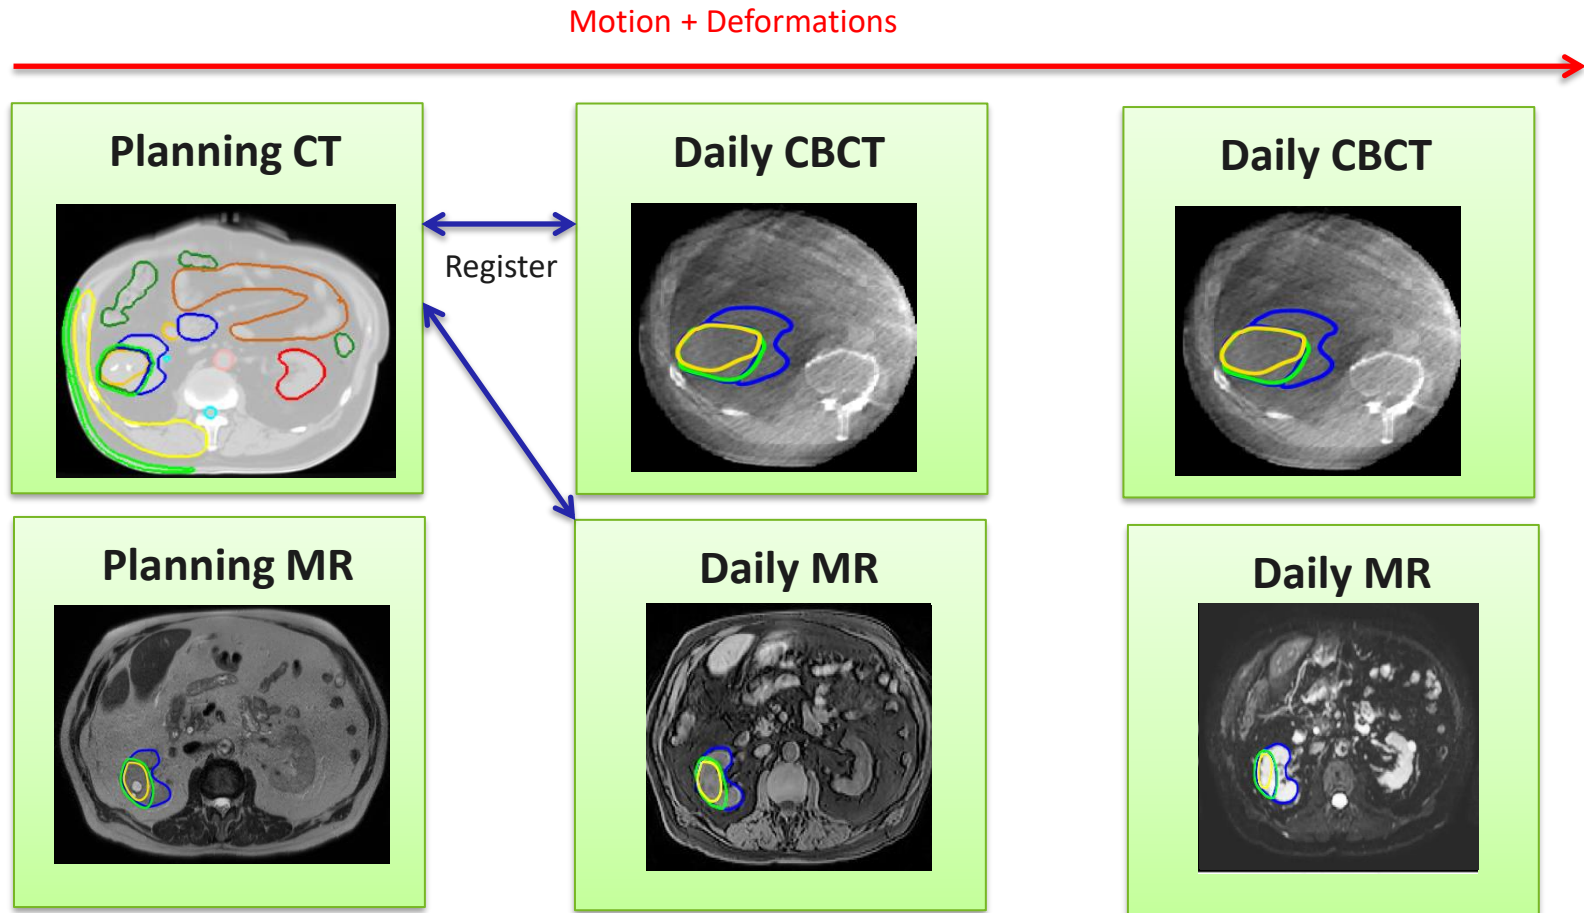 Motion + Deformations
Planning CT
Daily CBCT
Daily CBCT
Register
Planning MR
Daily MR
Daily MR